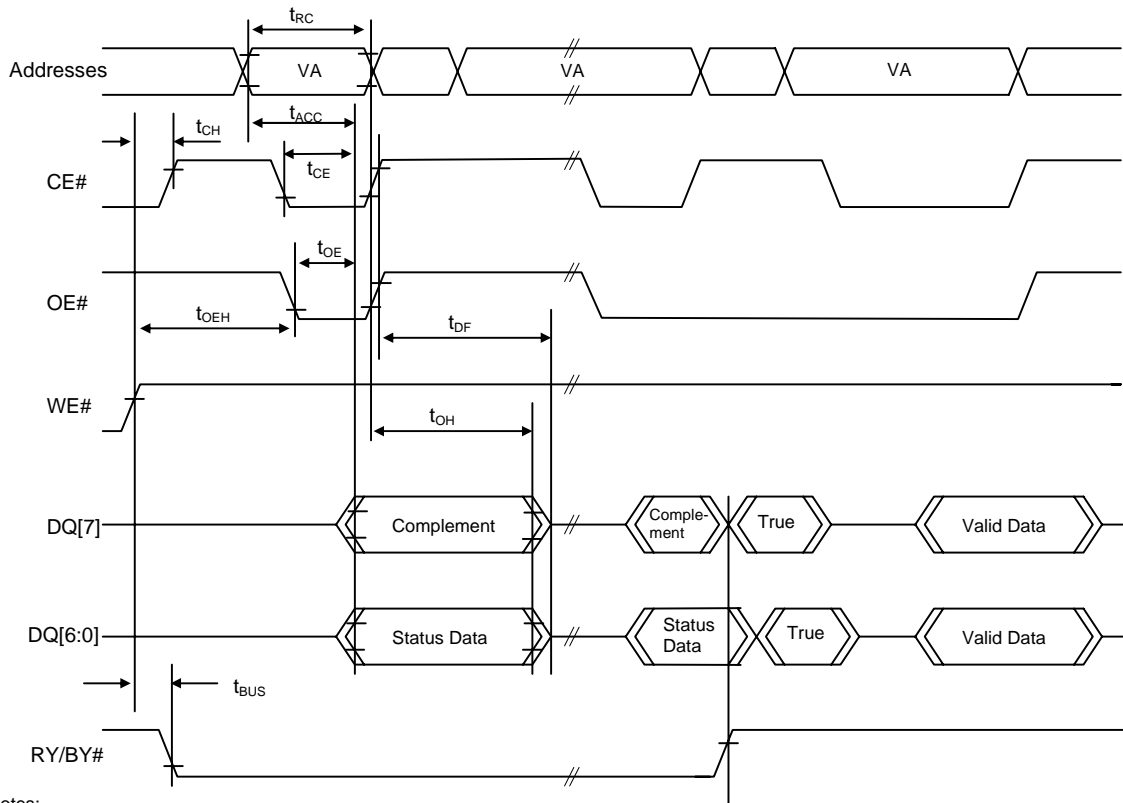 tRC
Addresses VA VA VA
tACC
tCH
tCE
CE#
tOE
OE#
tOEH
tDF
WE#
tOH
DQ[7] Complement Comple-
ment True Valid Data
DQ[6:0] Status Data Status
Data True Valid Data
tBUS
RY/BY#